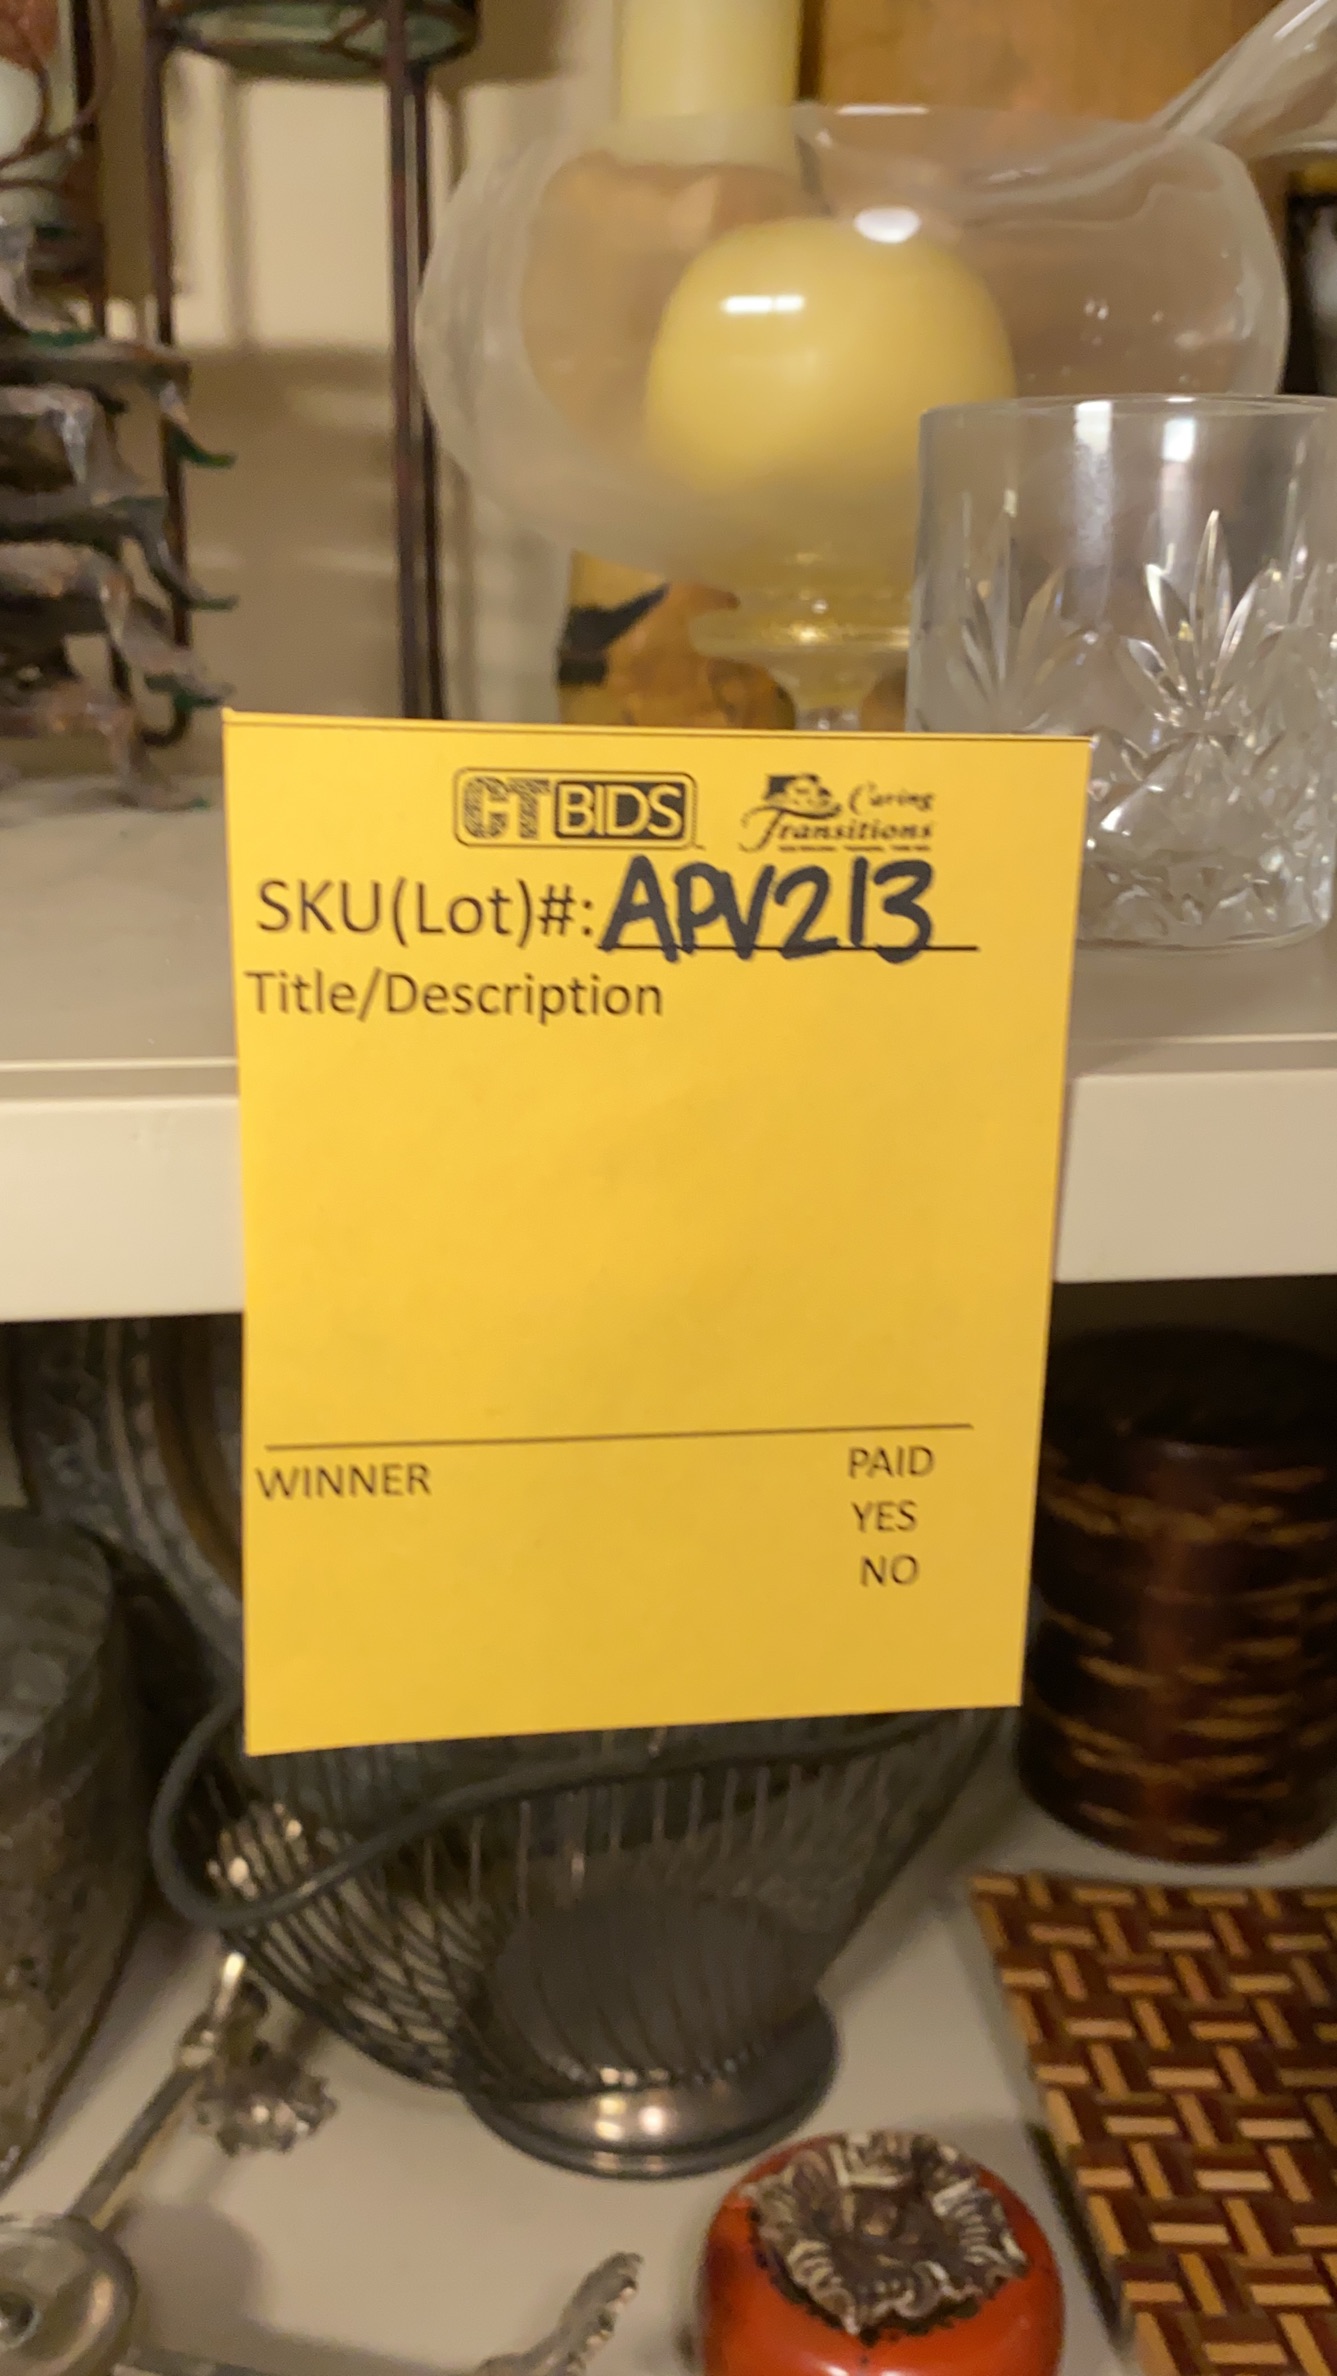 CTBIDS
Caring
Transitions
SKU(Lot)#: APV213
Title/Description
WINNER
PAID
YES
NO